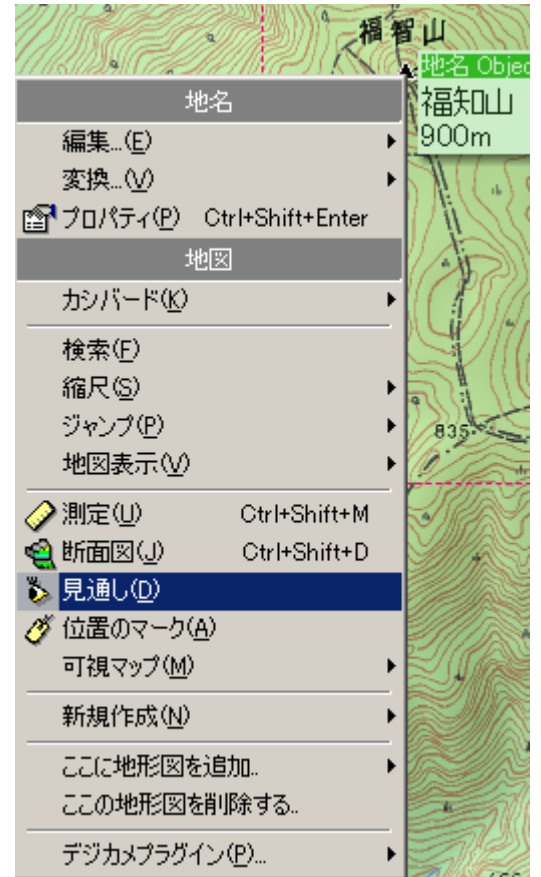 福智山
地名 Objec
福知山
900m
地名
編集...(E)
変換...(V)
プロパティ(P) Ctrl+Shift+Enter
地図
カシバード(K)
検索(F)
縮尺(S)
ジャンプ(P)
地図表示(V)
835
測定(U) Ctrl+Shift+M
断面図(J) Ctrl+Shift+D
見通し(D)
位置のマーク(A)
可視マップ(M)
新規作成(N)
ここに地形図を追加..
ここの地形図を削除する..
デジカメプラグイン(P)...